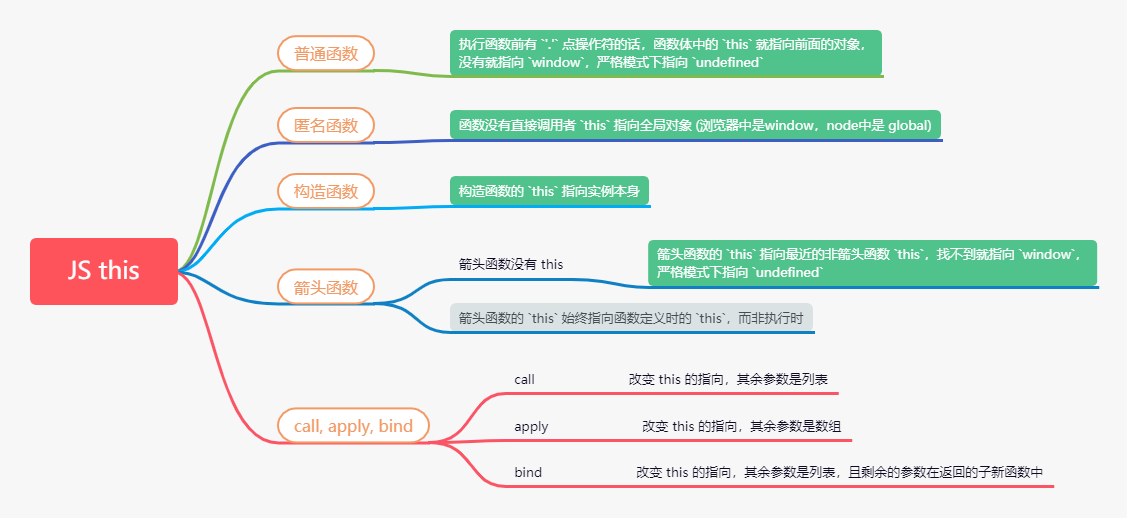 JS this
普通函数
执行函数前有 `'.'` 点操作符的话，函数体中的 `this` 就指向前面的对象，
没有就指向 `window`，严格模式下指向 `undefined`
匿名函数
函数没有直接调用者 `this` 指向全局对象 (浏览器中是window，node中是 global)
构造函数
构造函数的 `this` 指向实例本身
箭头函数
箭头函数没有 this
箭头函数的 `this` 指向最近的非箭头函数 `this`，找不到就指向 `window`，
严格模式下指向 `undefined`
箭头函数的 `this` 始终指向函数定义时的 `this`，而非执行时
call, apply, bind
call
改变 this 的指向，其余参数是列表
apply
改变 this 的指向，其余参数是数组
bind
改变 this 的指向，其余参数是列表，且剩余的参数在返回的子新函数中